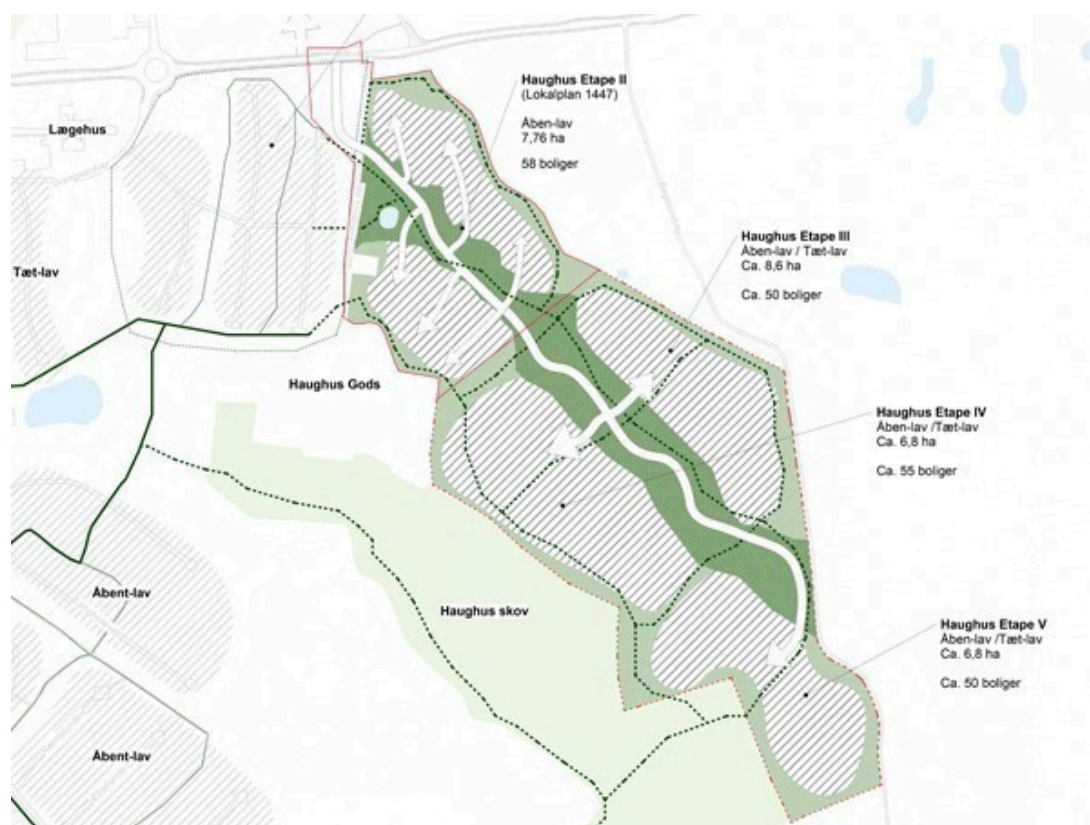 Haughus Etape II
(Lokalplan 1447)
Åben-lav
7,76 ha
58 boliger
Lægehus
Haughus Etape III
Åben-lav / Tæt-lav
Ca. 8,6 ha
Ca. 50 boliger
Tæt-lav
Haughus Gods
Haughus Etape IV
Åben-lav /Tæt-lav
Ca. 6,8 ha
Ca. 55 boliger
Åbent-lav
Haughus skov
Haughus Etape V
Åben-lav /Tæt-lav
Ca. 6,8 ha
Ca. 50 boliger
Åbent-lav